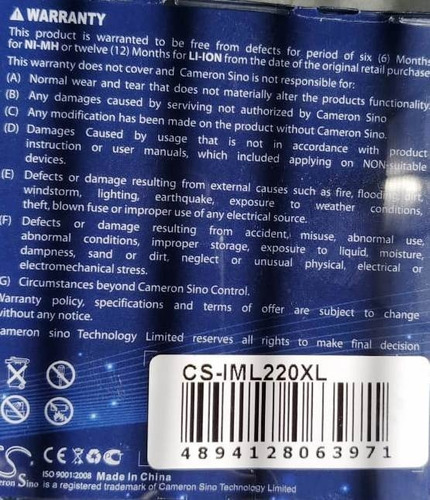 WARRANTY
This product is warranted to be free from defects for period of six (6) Months
for NI-MH or twelve (12) Months for LI-ION from the date of the original retail purchase
This warranty does not cover and Cameron Sino is not responsible for:
(A) Normal wear and tear that does not materially alter the products functionality.
(B) Any damages caused by serviving not authorized by Cameron Sino
(C) Any modification has been made on the product without Cameron Sino.
(D) Damages Caused by usage that is not in accordance with product
instruction or user manuals, which included applying on NON-suitable
devices.
(E) Defects or damage resulting from external causes such as fire, flooding, dirt,
windstorm, lighting, earthquake, exposure to weather conditions,
theft, blown fuse or improper use of any electrical source.
(F) Defects or damage resulting from accident, misuse, abnormal use,
abnormal conditions, improper storage, exposure to liquid, moisture,
dampness, sand or dirt, neglect or unusual physical, electrical or
electromechanical stress.
G) Circumstances beyond Cameron Sino Control.
Warranty policy, specifications and terms of offer are subject to change
without any notice.
ameron sino Technology Limited reserves all rights to make final decision
CS-IML220XL
4894128063971
CE
ISO 9001:2008 Made In China
eron Sino is a registered trademark of Cameron Sino Technology Limited